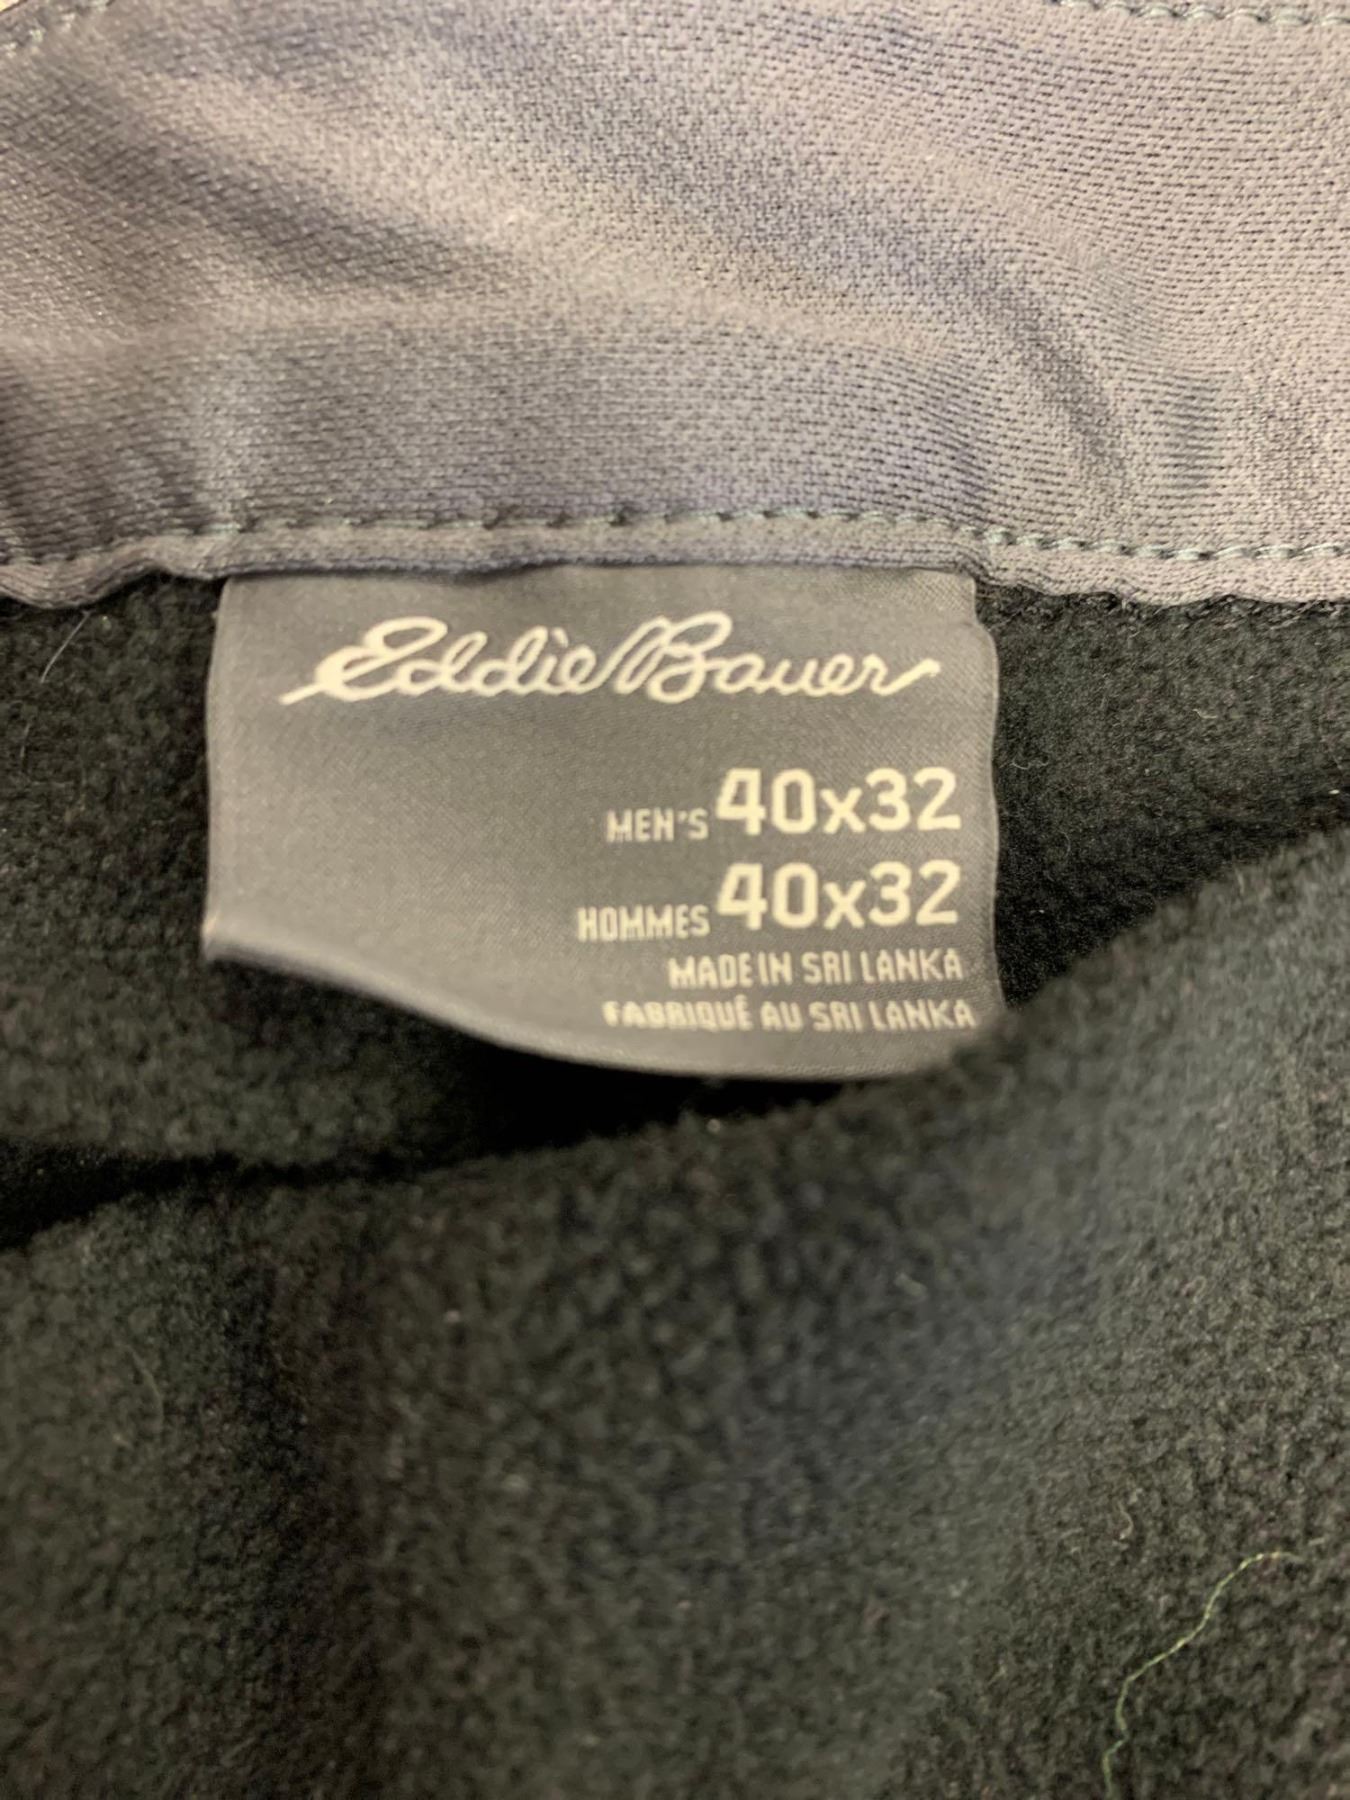 Eddie Bauer
MEN'S 40x32
HOMMES 40x32
MADE IN SRI LANKA
FABRIQUÉ AU SRI LANKA